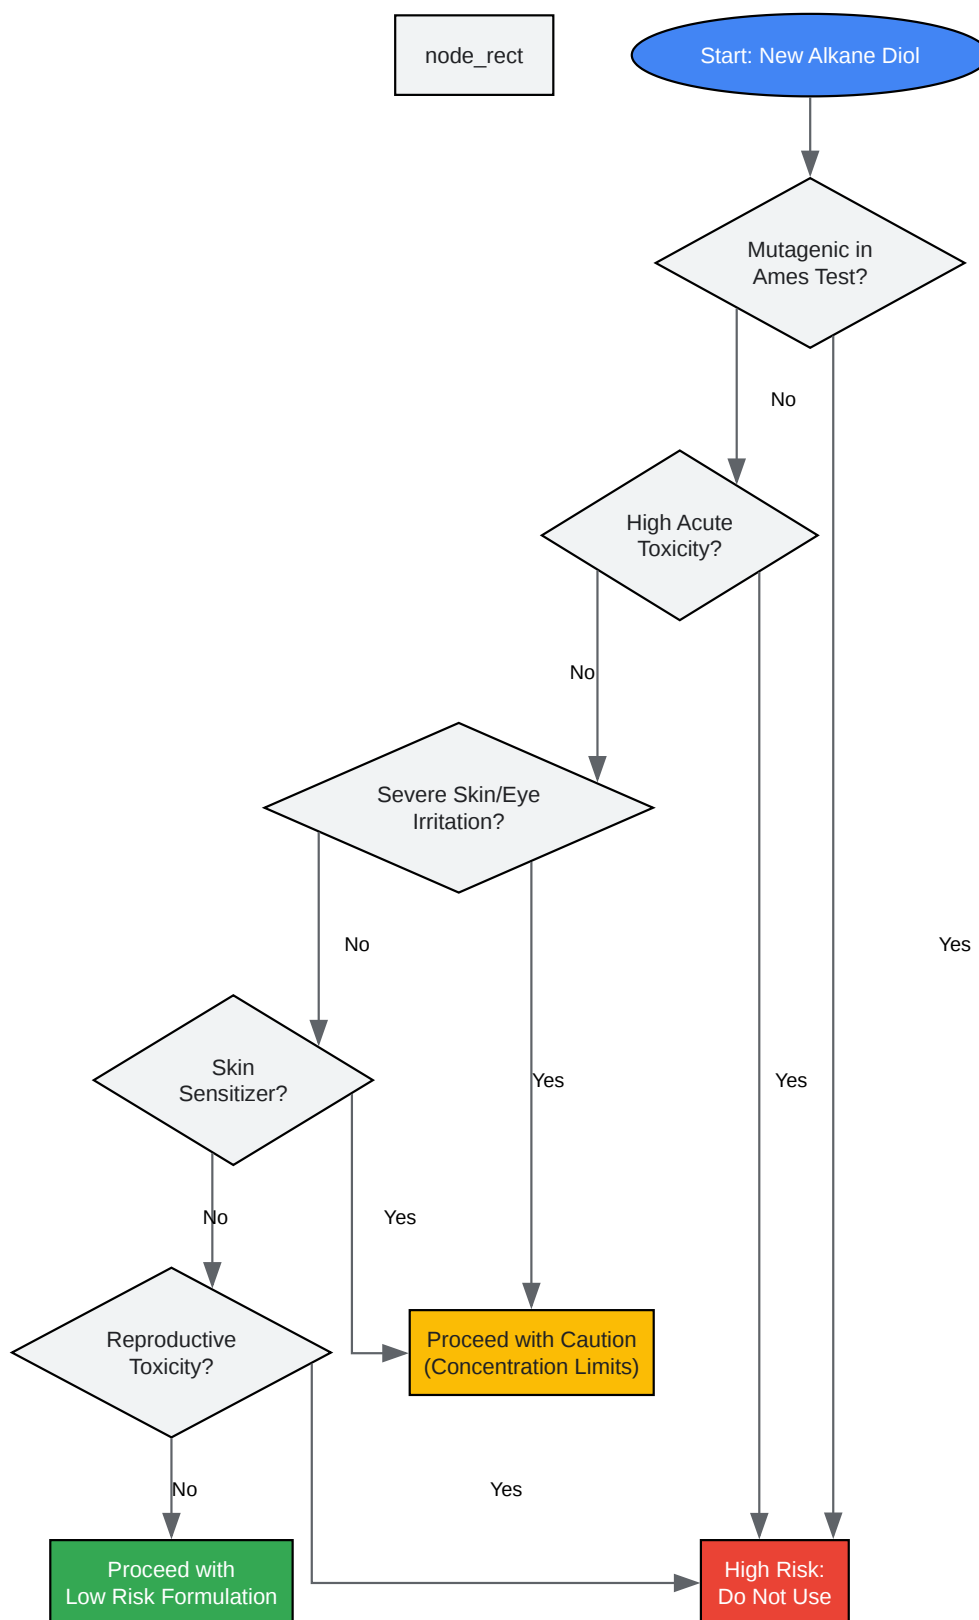 node_rect
Start: New Alkane Diol
Mutagenic in
Ames Test?
No
High Acute
Toxicity?
No
Severe Skin/Eye
Irritation?
No
Yes
Skin
Sensitizer?
Yes
Yes
No
Yes
Reproductive
Toxicity?
Proceed with Caution
(Concentration Limits)
No
Yes
Proceed with
Low Risk Formulation
High Risk:
Do Not Use